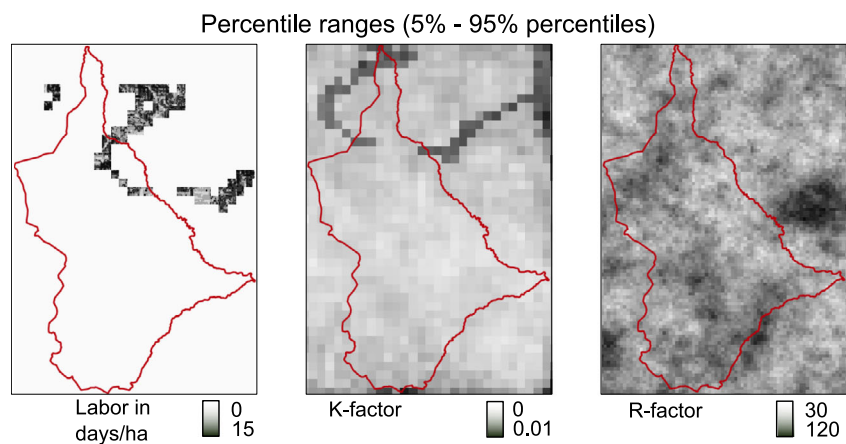 Percentile ranges (5% - 95% percentiles)
Labor in
days/ha
0
15
K-factor
0
0.01
R-factor
30
120